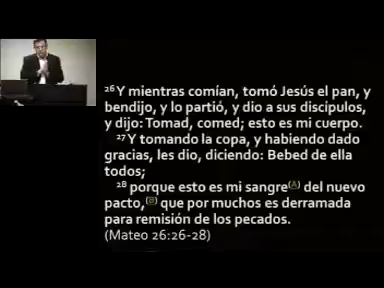 ²⁶Y mientras comían, tomó Jesús el pan, y
bendijo, y lo partió, y dio a sus discípulos,
y dijo: Tomad, comed; esto es mi cuerpo.
²⁷Y tomando la copa, y habiendo dado
gracias, les dio, diciendo: Bebed de ella
todos;
²⁸ porque esto es mi sangre(A) del nuevo
pacto,(B) que por muchos es derramada
para remisión de los pecados.
(Mateo 26:26-28)